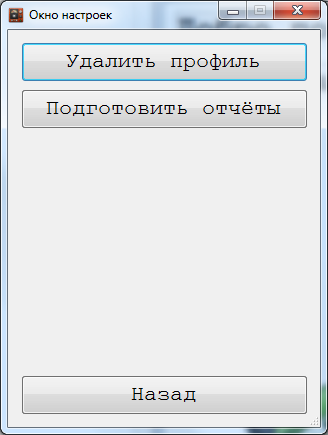 Окно настроек
Удалить профиль
Подготовить отчёты
Назад